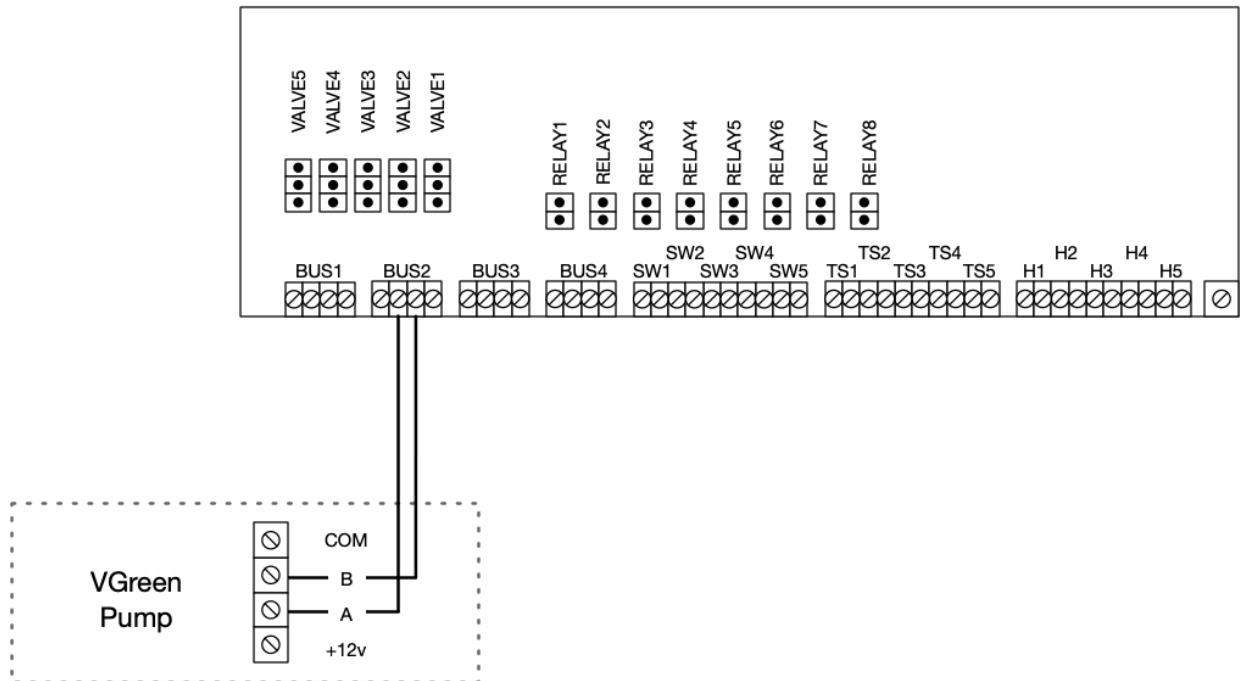 VALVE5 VALVE4 VALVE3 VALVE2 VALVE1
RELAY1 RELAY2 RELAY3 RELAY4 RELAY5 RELAY6 RELAY7 RELAY8
SW2 SW4 TS2 TS4 H2 H4
BUS1 BUS2 BUS3 BUS4 SW1 SW3 SW5 TS1 TS3 TS5 H1 H3 H5
VGreen
Pump
COM
B
A
+12v